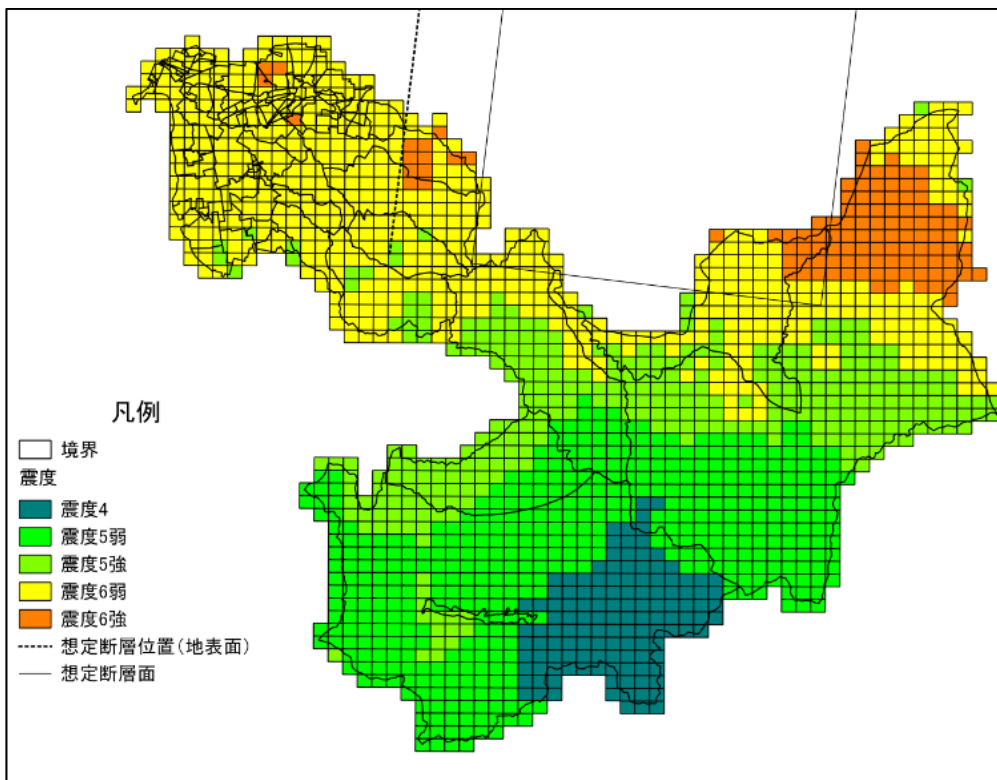 凡例
境界
震度
震度4
震度5弱
震度5強
震度6弱
震度6強
想定断層位置(地表面)
想定断層面